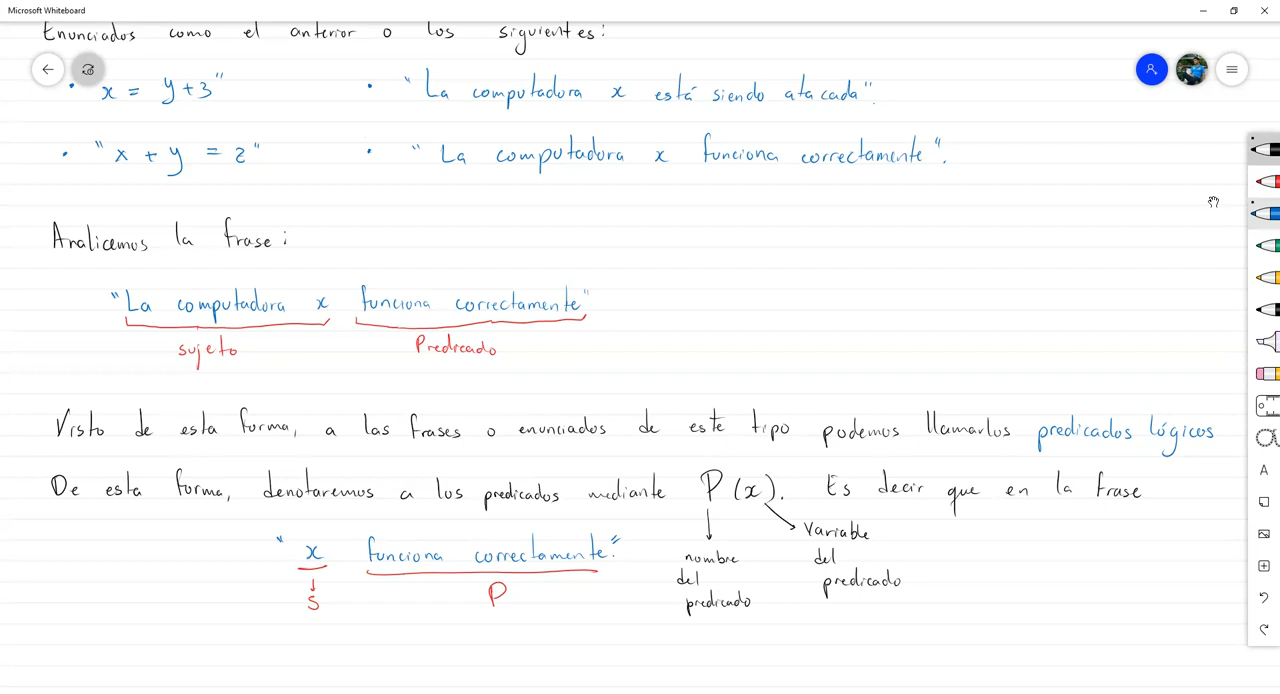 Microsoft Whiteboard
Enunciados como el anterior o los siguientes:
• x = y + 3" • "La computadora x está siendo atacada".
• "x + y = z" • "La computadora x funciona correctamente".
Analicemos la frase:
"La computadora x funciona correctamente"
sujeto Predicado
Visto de esta forma, a las frases o enunciados de este tipo podemos llamarlos predicados lógicos
De esta forma, denotaremos a los predicados mediante P(x). Es decir que en la frase
"x funciona correctamente."
nombre del predicado
variable del predicado
S P
A